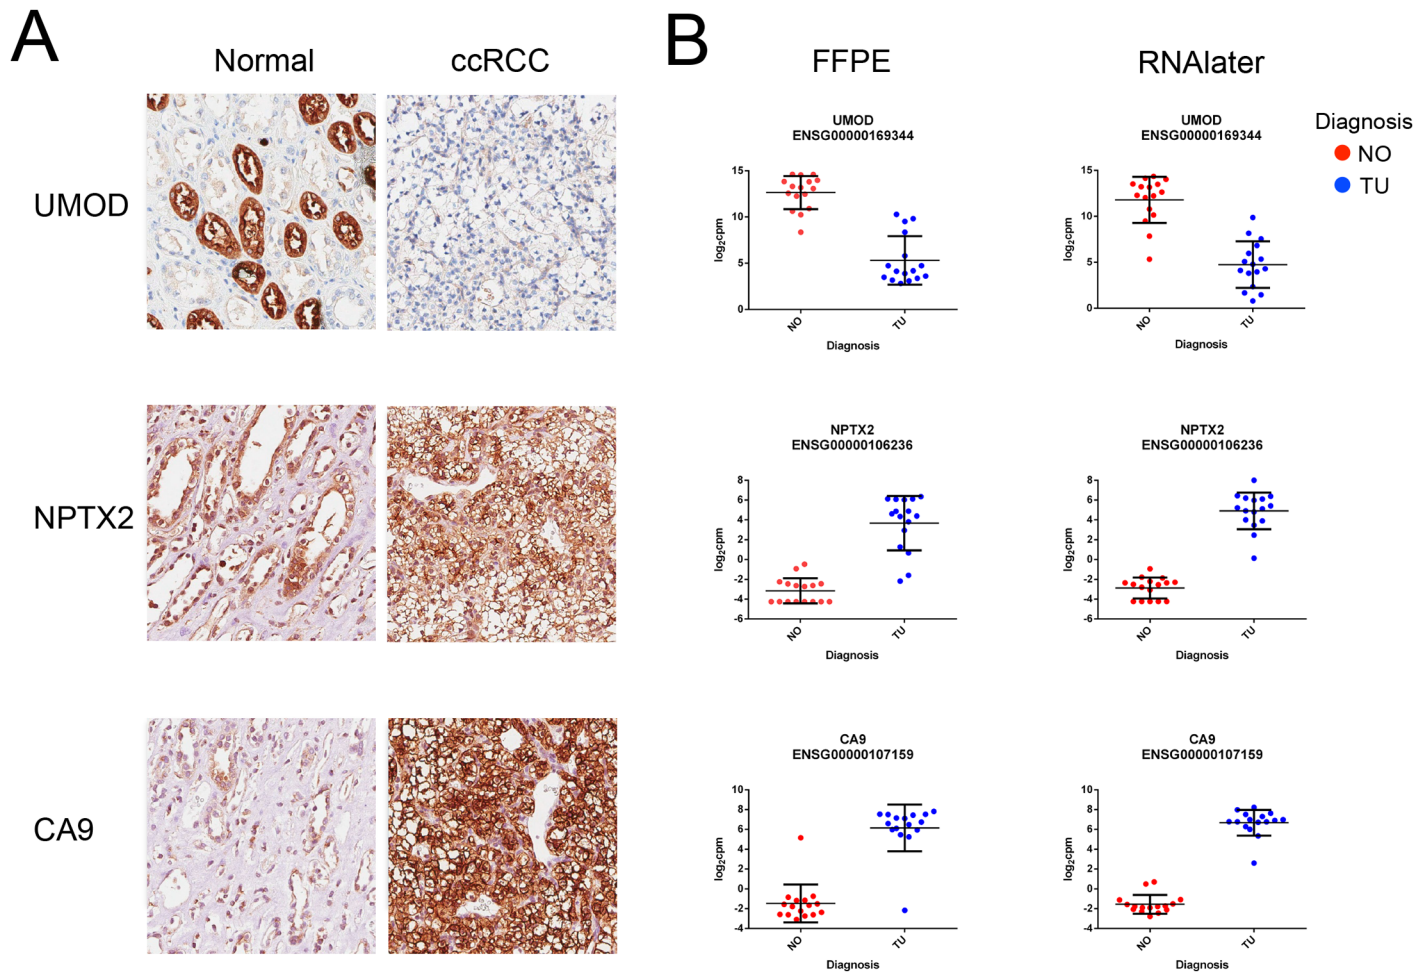 A
B
Normal
ccRCC
FFPE
RNAlater
UMOD
NPTX2
CA9
UMOD
ENSG00000169344
15
10
5
0
log2cpm
NO
TU
Diagnosis
UMOD
ENSG00000169344
15
10
5
0
log2cpm
NO
TU
Diagnosis
Diagnosis
NO
TU
NPTX2
ENSG00000106236
8
6
4
2
0
-2
-4
-6
log2cpm
NO
TU
Diagnosis
NPTX2
ENSG00000106236
8
6
4
2
0
-2
-4
-6
log2cpm
NO
TU
Diagnosis
CA9
ENSG00000107159
10
8
6
4
2
0
-2
-4
log2cpm
NO
TU
Diagnosis
CA9
ENSG00000107159
10
8
6
4
2
0
-2
-4
log2cpm
NO
TU
Diagnosis